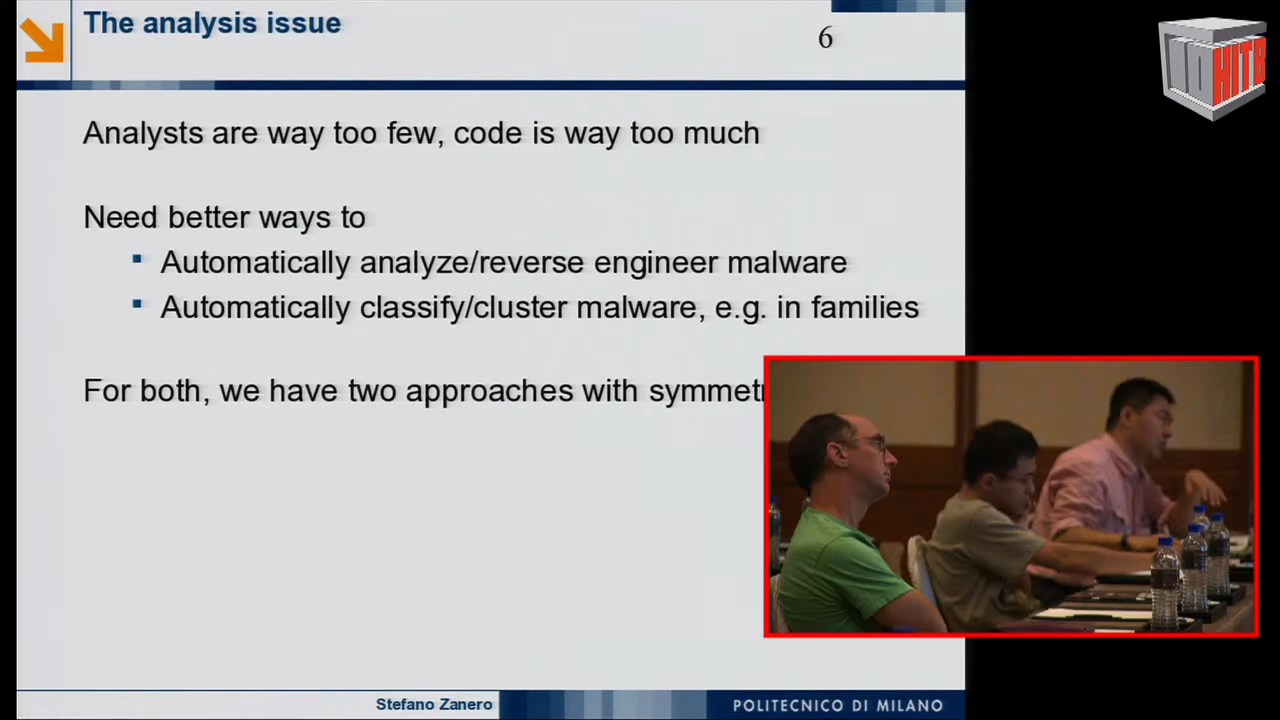 The analysis issue
6
Analysts are way too few, code is way too much
Need better ways to
Automatically analyze/reverse engineer malware
Automatically classify/cluster malware, e.g. in families
For both, we have two approaches with
Stefano Zanero
POLITECNICO DI MILANO
HITB